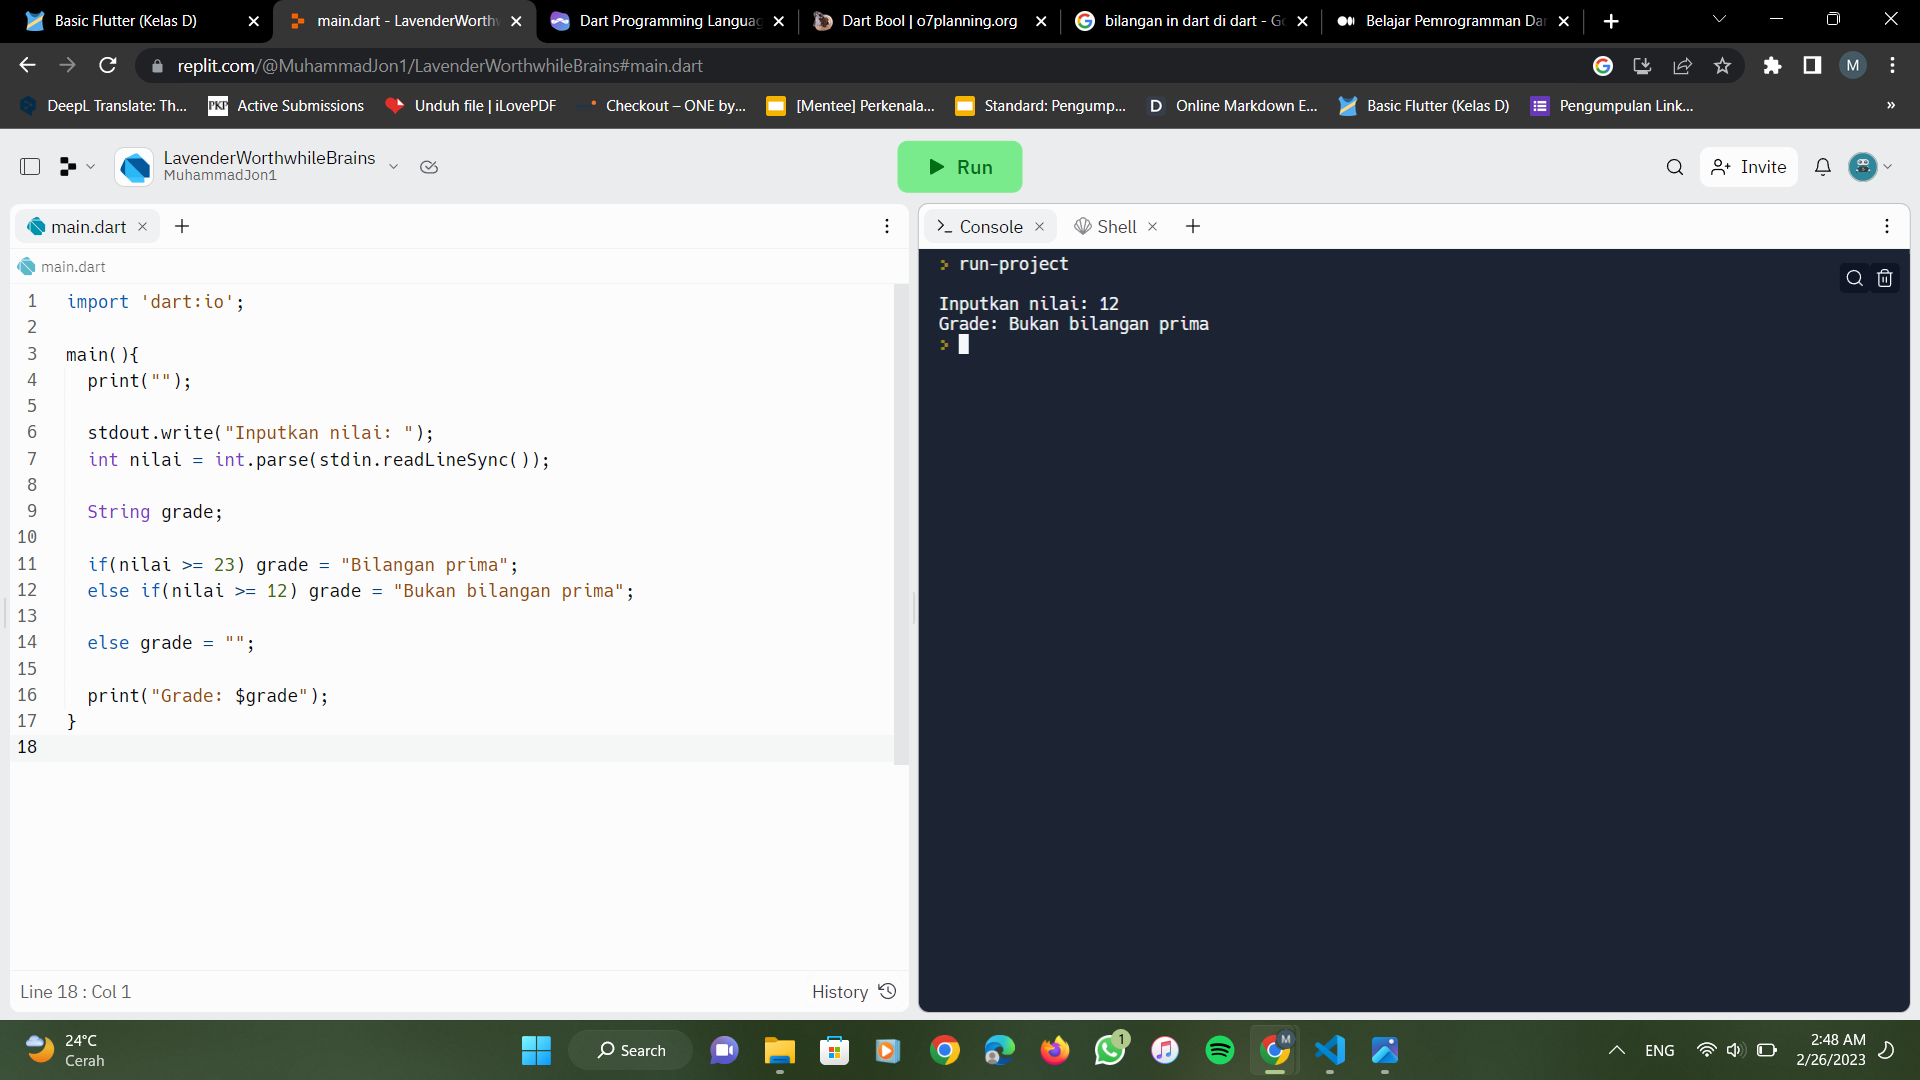 Basic Flutter (Kelas D)
main.dart - LavenderWorthw
Dart Programming Languag
Dart Bool | o7planning.org
bilangan in dart di dart - Go
Belajar Pemrograman Dar
replit.com/@MuhammadJon1/LavenderWorthwhileBrains#main.dart
M
DeepL Translate: Th...
PKP Active Submissions
Unduh file | iLovePDF
Checkout – ONE by...
[Mentee] Perkenala...
Standard: Pengump...
D Online Markdown E...
Basic Flutter (Kelas D)
Pengumpulan Link...
»
LavenderWorthwhileBrains
MuhammadJon1
Run
Invite
main.dart
Console
Shell
main.dart
1 import 'dart:io';
2
3 main(){
4 print("");
5
6 stdout.write("Inputkan nilai: ");
7 int nilai = int.parse(stdin.readLineSync());
8
9 String grade;
10
11 if(nilai >= 23) grade = "Bilangan prima";
12 else if(nilai >= 12) grade = "Bukan bilangan prima";
13
14 else grade = "";
15
16 print("Grade: $grade");
17 }
18
> run-project
Inputkan nilai: 12
Grade: Bukan bilangan prima
>
Line 18 : Col 1
History
24°C
Cerah
Search
1
M
ENG
2:48 AM
2/26/2023